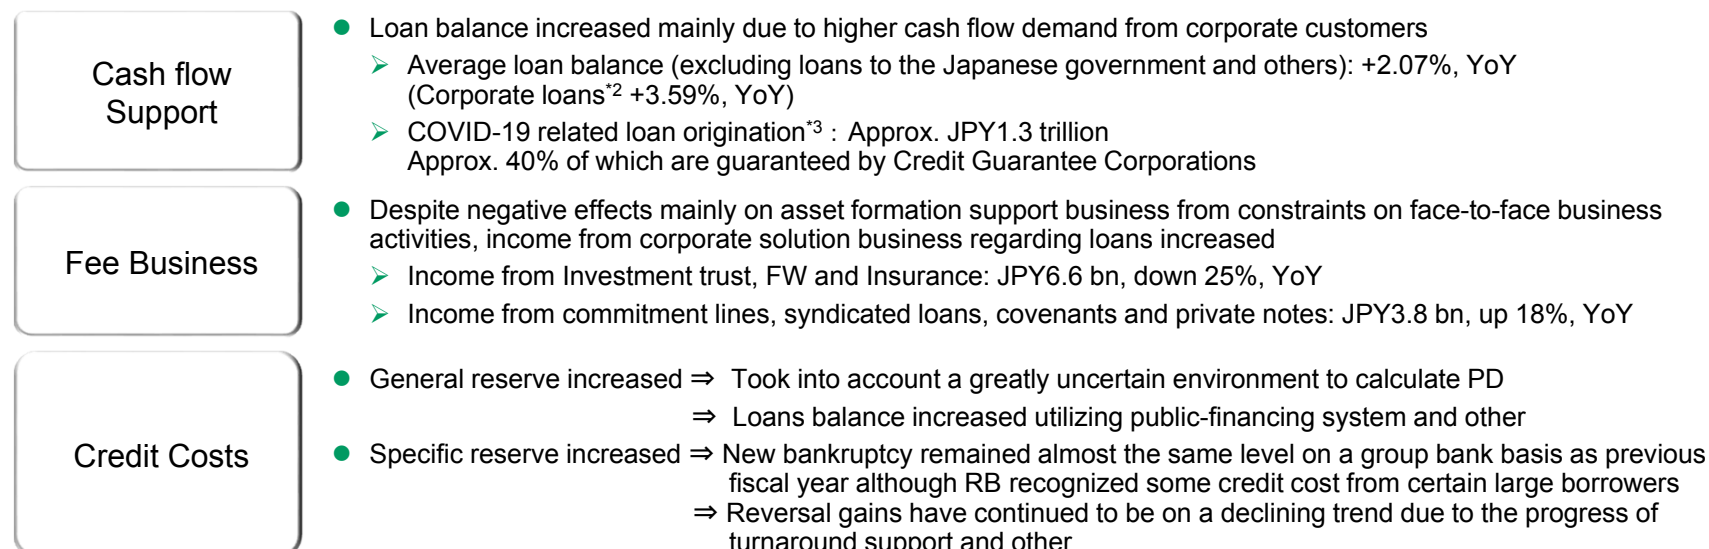 Cash flow
Support
● Loan balance increased mainly due to higher cash flow demand from corporate customers
➢ Average loan balance (excluding loans to the Japanese government and others): +2.07%, YoY
(Corporate loans*2 +3.59%, YoY)
➢ COVID-19 related loan origination*3 : Approx. JPY1.3 trillion
Approx. 40% of which are guaranteed by Credit Guarantee Corporations
Fee Business
● Despite negative effects mainly on asset formation support business from constraints on face-to-face business
activities, income from corporate solution business regarding loans increased
➢ Income from Investment trust, FW and Insurance: JPY6.6 bn, down 25%, YoY
➢ Income from commitment lines, syndicated loans, covenants and private notes: JPY3.8 bn, up 18%, YoY
Credit Costs
● General reserve increased ⇒ Took into account a greatly uncertain environment to calculate PD
⇒ Loans balance increased utilizing public-financing system and other
● Specific reserve increased ⇒ New bankruptcy remained almost the same level on a group bank basis as previous
fiscal year although RB recognized some credit cost from certain large borrowers
⇒ Reversal gains have continued to be on a declining trend due to the progress of
turnaround support and other